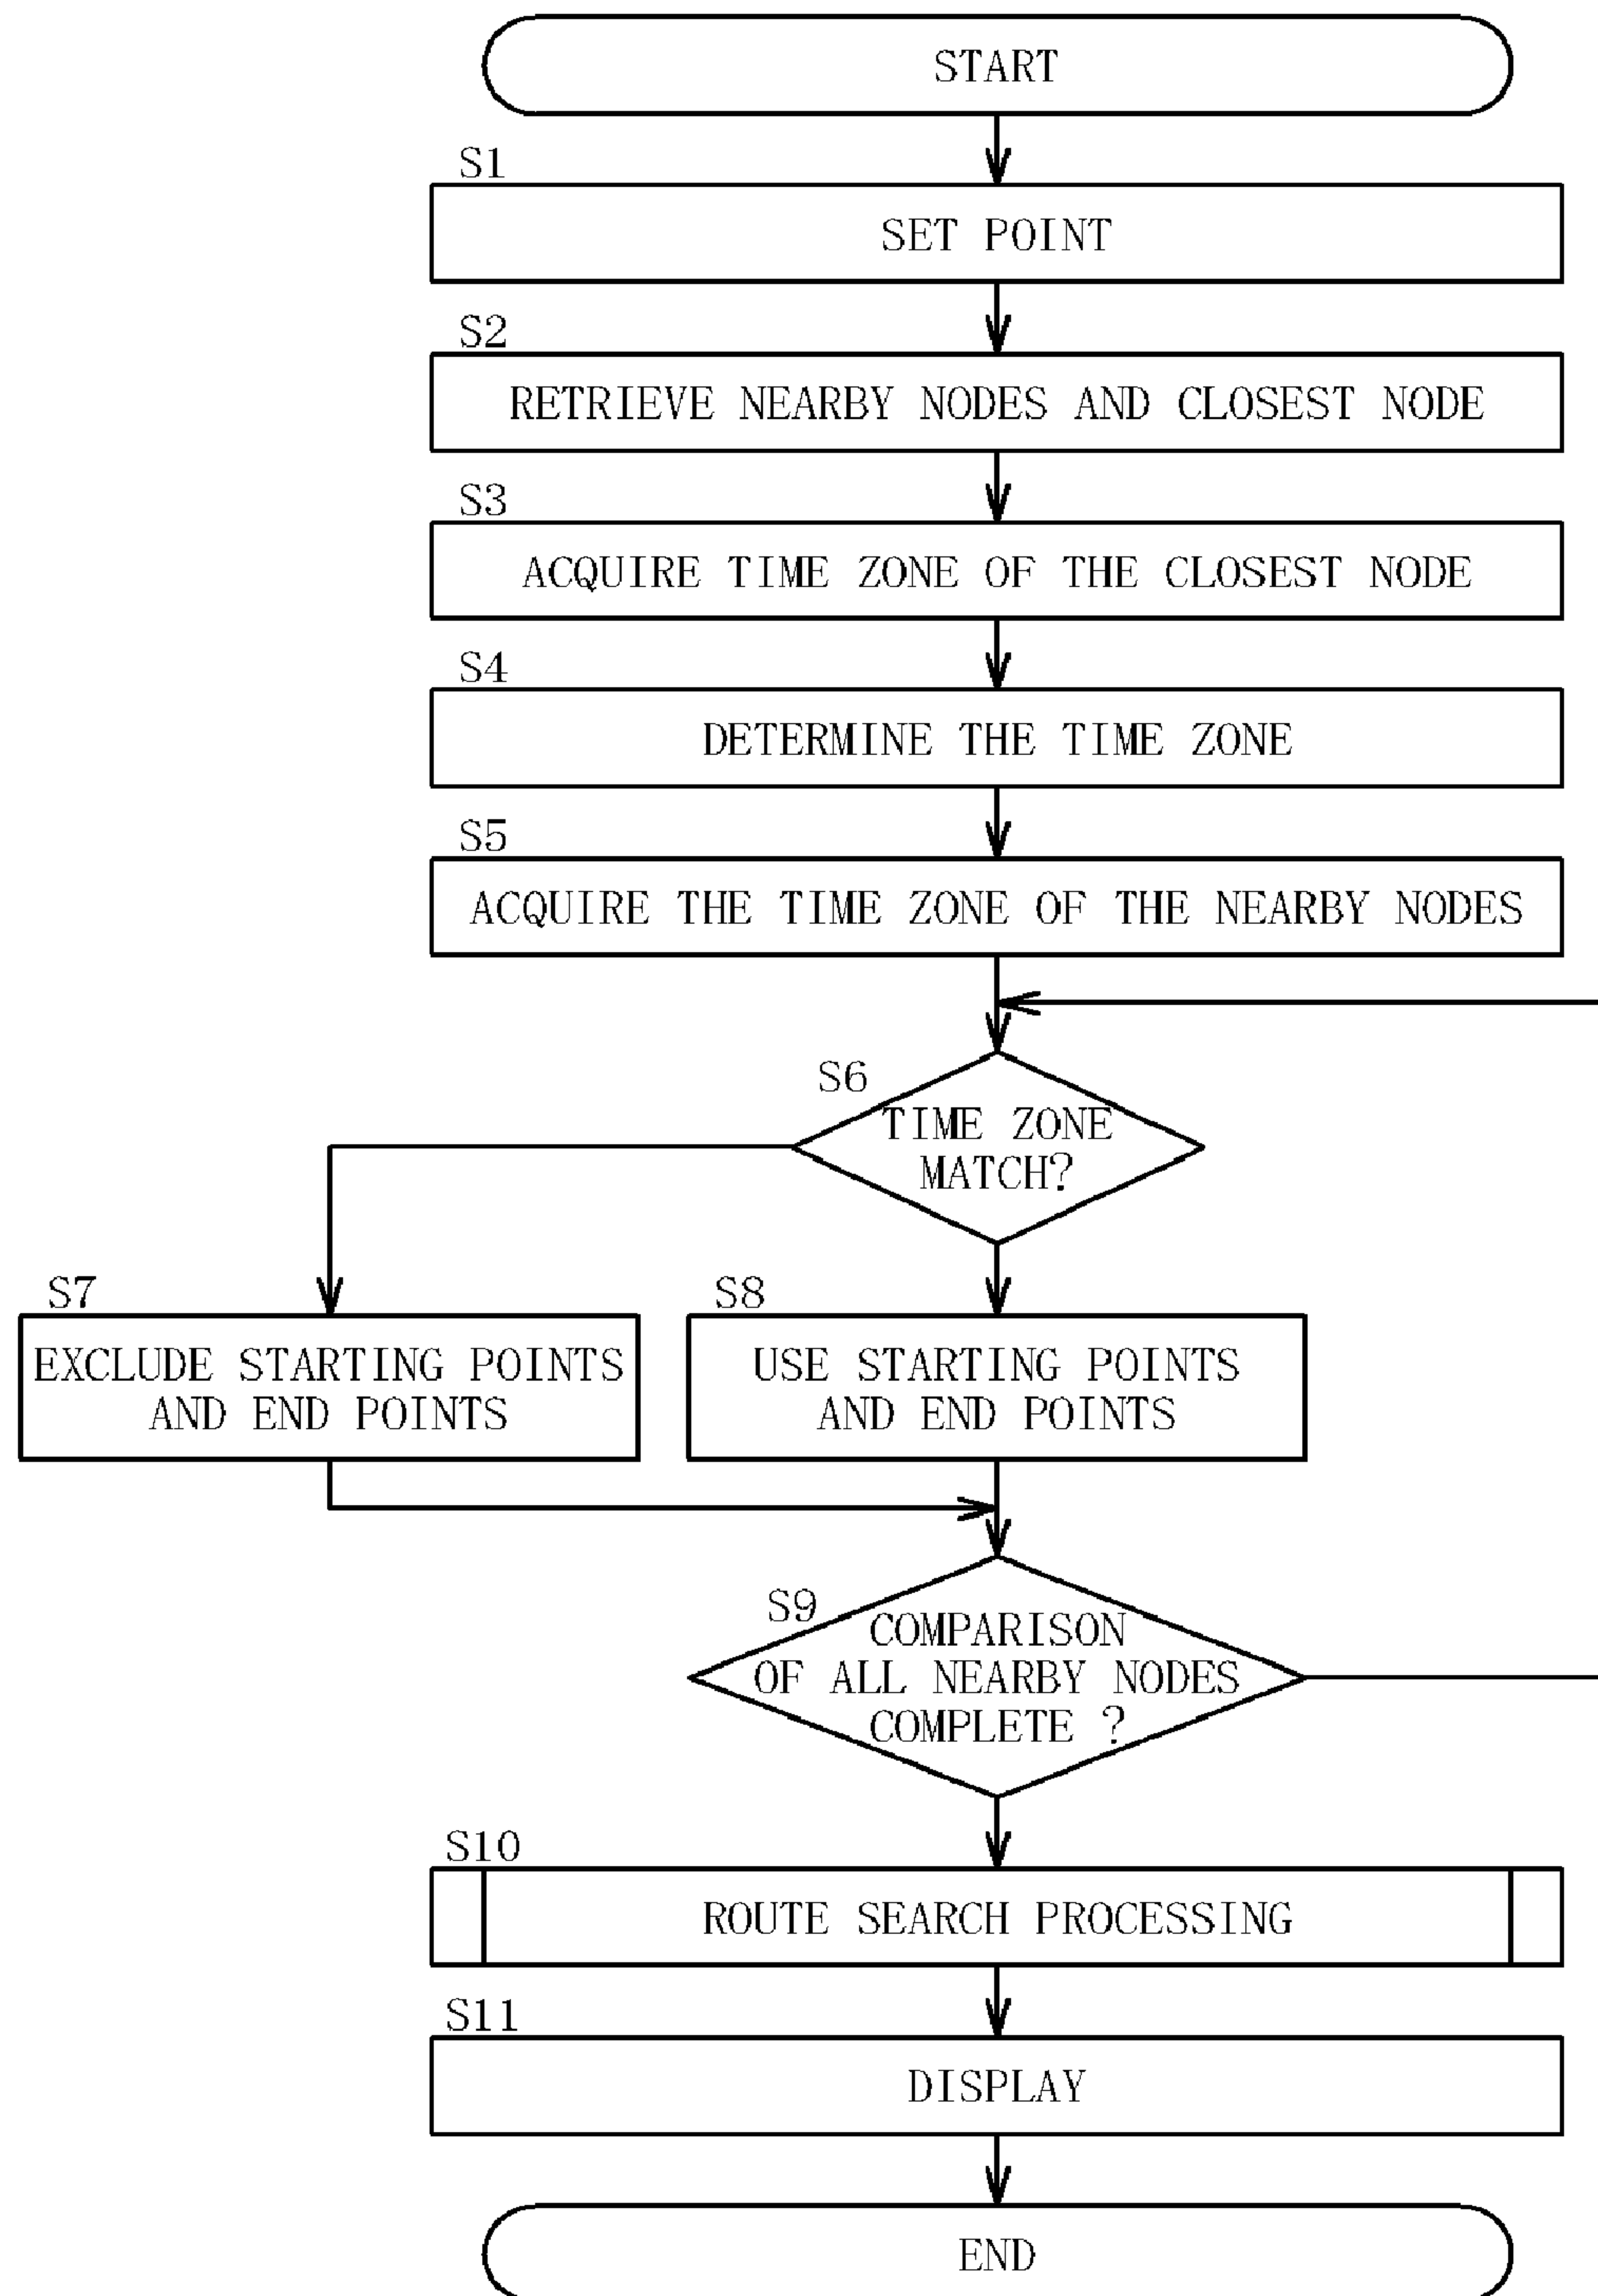 START
S1
SET POINT
S2
RETRIEVE NEARBY NODES AND CLOSEST NODE
S3
ACQUIRE TIME ZONE OF THE CLOSEST NODE
S4
DETERMINE THE TIME ZONE
S5
ACQUIRE THE TIME ZONE OF THE NEARBY NODES
S6
TIME ZONE
MATCH?
S7
EXCLUDE STARTING POINTS
AND END POINTS
S8
USE STARTING POINTS
AND END POINTS
S9
COMPARISON
OF ALL NEARBY NODES
COMPLETE ?
S10
ROUTE SEARCH PROCESSING
S11
DISPLAY
END